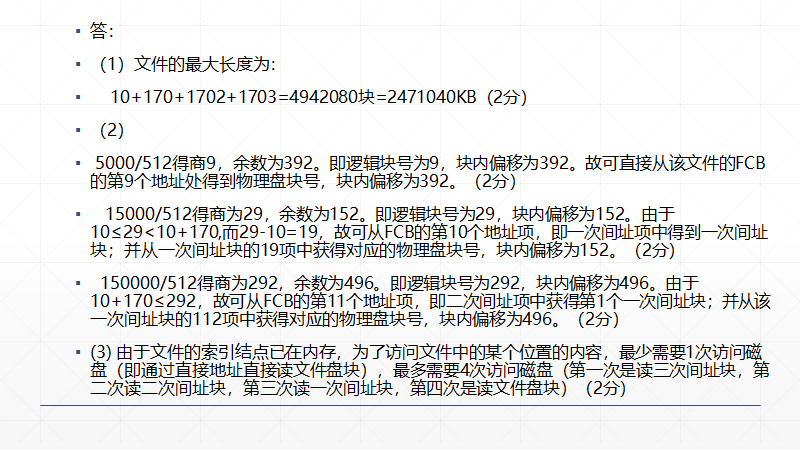 ▪ 答：
▪ （1）文件的最大长度为：
▪ 10+170+1702+1703=4942080块=2471040KB（2分）
▪ （2）
▪ 5000/512得商9，余数为392。即逻辑块号为9，块内偏移为392。故可直接从该文件的FCB
的第9个地址处得到物理盘块号，块内偏移为392。（2分）
▪ 15000/512得商为29，余数为152。即逻辑块号为29，块内偏移为152。由于
10≤29<10+170,而29-10=19，故可从FCB的第10个地址项，即一次间址项中得到一次间址
块；并从一次间址块的19项中获得对应的物理盘块号，块内偏移为152。（2分）
▪ 150000/512得商为292，余数为496。即逻辑块号为292，块内偏移为496。由于
10+170≤292，故可从FCB的第11个地址项，即二次间址项中获得第1个一次间址块；并从该
一次间址块的112项中获得对应的物理盘块号，块内偏移为496。（2分）
▪ (3) 由于文件的索引结点已在内存，为了访问文件中的某个位置的内容，最少需要1次访问磁
盘（即通过直接地址直接读文件盘块），最多需要4次访问磁盘（第一次是读三次间址块，第
二次读二次间址块，第三次读一次间址块，第四次是读文件盘块）（2分）